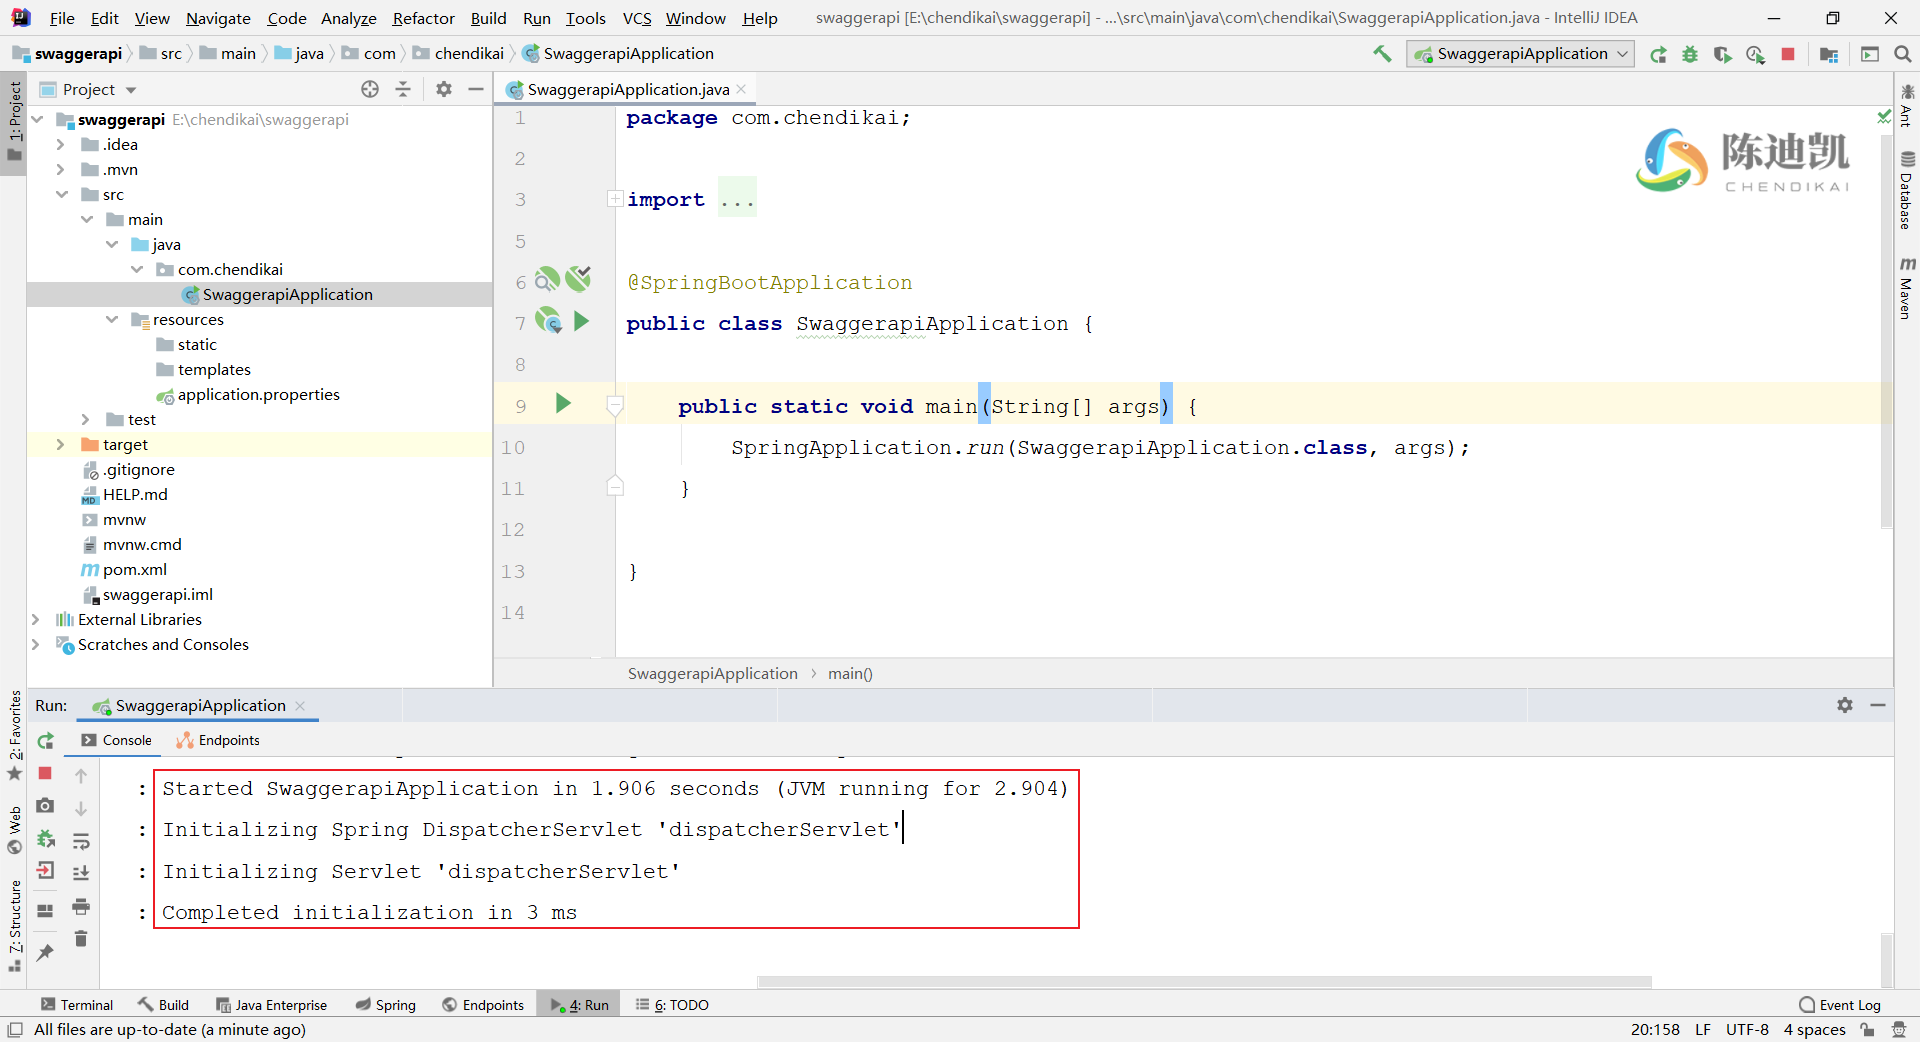 File Edit View Navigate Code Analyze Refactor Build Run Tools VCS Window Help swaggerapi [E:\chendikai\swaggerapi] - ...\src\main\java\com\chendikai\SwaggerapiApplication.java - IntelliJ IDEA
swaggerapi src main java com chendikai SwaggerapiApplication SwaggerapiApplication
Project SwaggerapiApplication.java
1: Project
swaggerapi E:\chendikai\swaggerapi
.idea
.mvn
src
main
java
com.chendikai
SwaggerapiApplication
resources
static
templates
application.properties
test
target
.gitignore
HELP.md
mvnw
mvnw.cmd
pom.xml
swaggerapi.iml
External Libraries
Scratches and Consoles
1 package com.chendikai;
2
3 import ...
5
6 @SpringBootApplication
7 public class SwaggerapiApplication {
8
9 public static void main(String[] args) {
10 SpringApplication.run(SwaggerapiApplication.class, args);
11 }
12
13 }
14
陈迪凯
CHENDIKAI
Ant
Database
Maven
SwaggerapiApplication main()
Run: SwaggerapiApplication
Console Endpoints
: Started SwaggerapiApplication in 1.906 seconds (JVM running for 2.904)
: Initializing Spring DispatcherServlet 'dispatcherServlet'
: Initializing Servlet 'dispatcherServlet'
: Completed initialization in 3 ms
2: Favorites
Web
7: Structure
Terminal Build Java Enterprise Spring Endpoints 4: Run 6: TODO Event Log
All files are up-to-date (a minute ago) 20:158 LF UTF-8 4 spaces